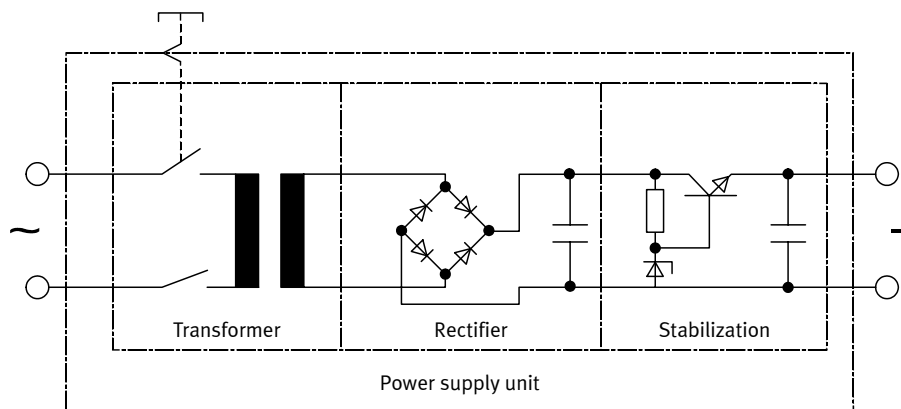 ~
-
Transformer
Rectifier
Stabilization
Power supply unit